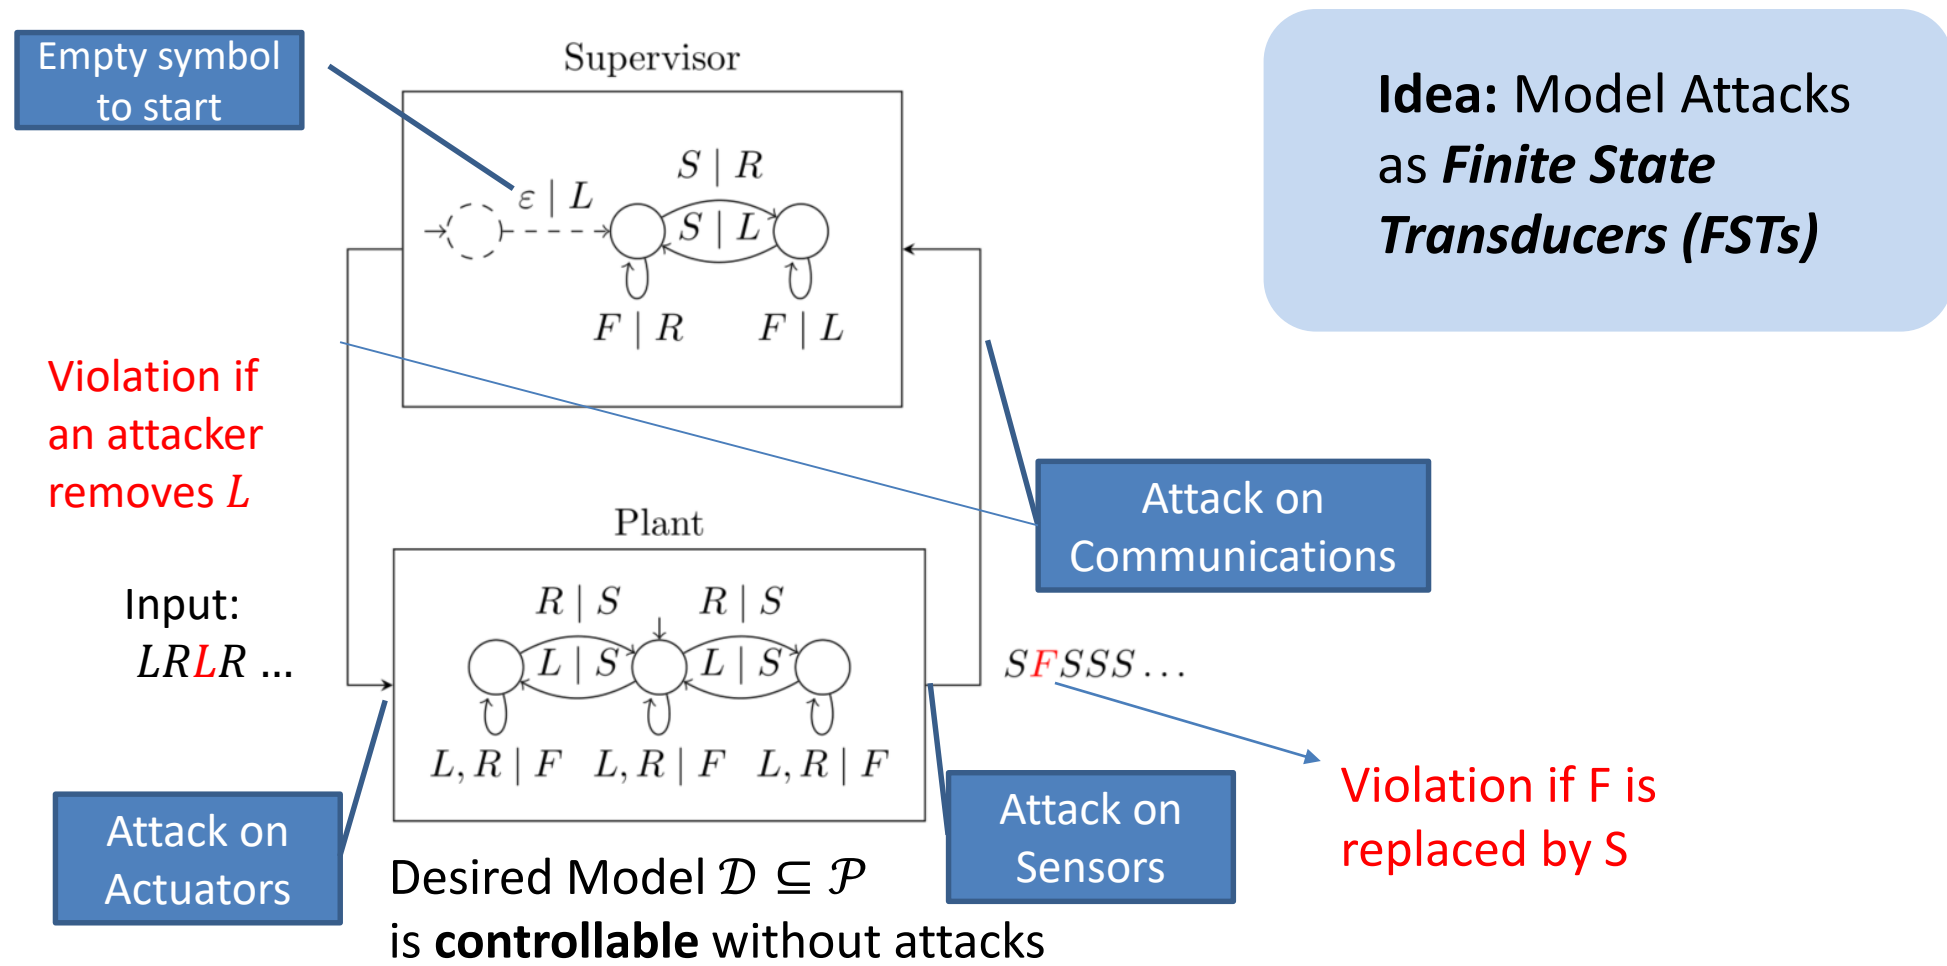 Empty symbol
to start
Supervisor
S | R
ε | L
S | L
F | R
F | L
Idea: Model Attacks
as Finite State
Transducers (FSTs)
Violation if
an attacker
removes L
Attack on
Communications
Plant
Input:
LRLR ...
R | S
R | S
L | S
L | S
L, R | F
L, R | F
L, R | F
SFSSS ...
Violation if F is
replaced by S
Attack on
Actuators
Attack on
Sensors
Desired Model 𝒟 ⊆ 𝒫
is controllable without attacks